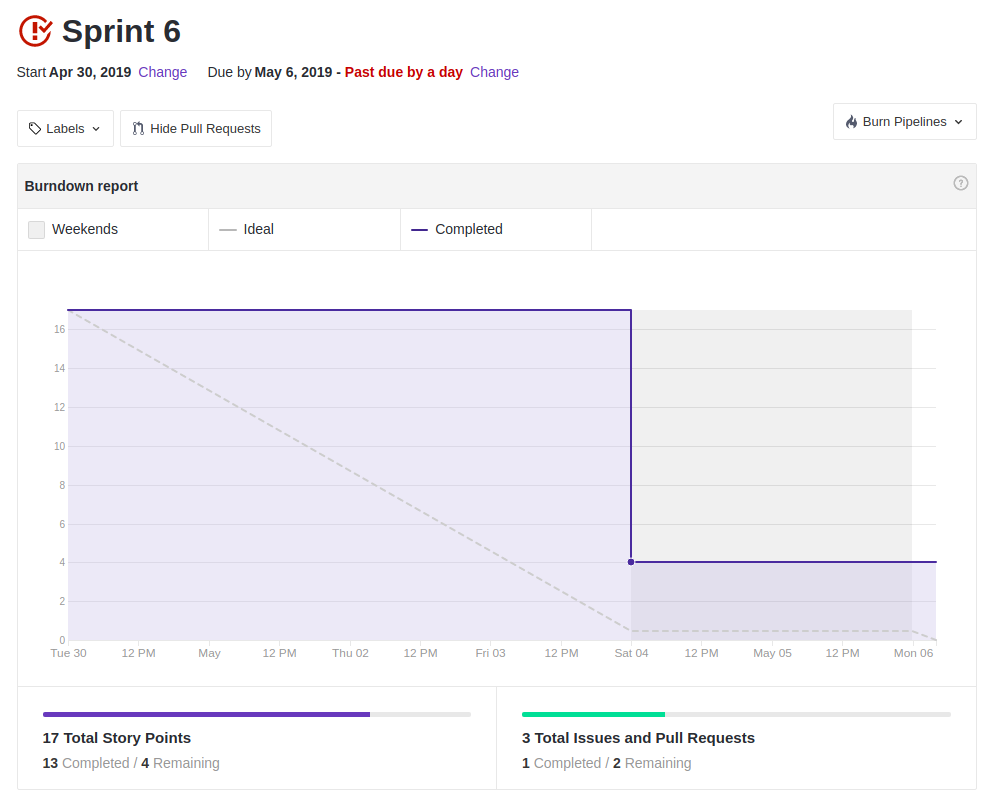 Sprint 6
Start Apr 30, 2019 Change Due by May 6, 2019 - Past due by a day Change
Labels Hide Pull Requests Burn Pipelines
Burndown report ?
Weekends Ideal Completed
16
14
12
10
8
6
4
2
0
Tue 30 12 PM May 12 PM Thu 02 12 PM Fri 03 12 PM Sat 04 12 PM May 05 12 PM Mon 06
17 Total Story Points
13 Completed / 4 Remaining
3 Total Issues and Pull Requests
1 Completed / 2 Remaining